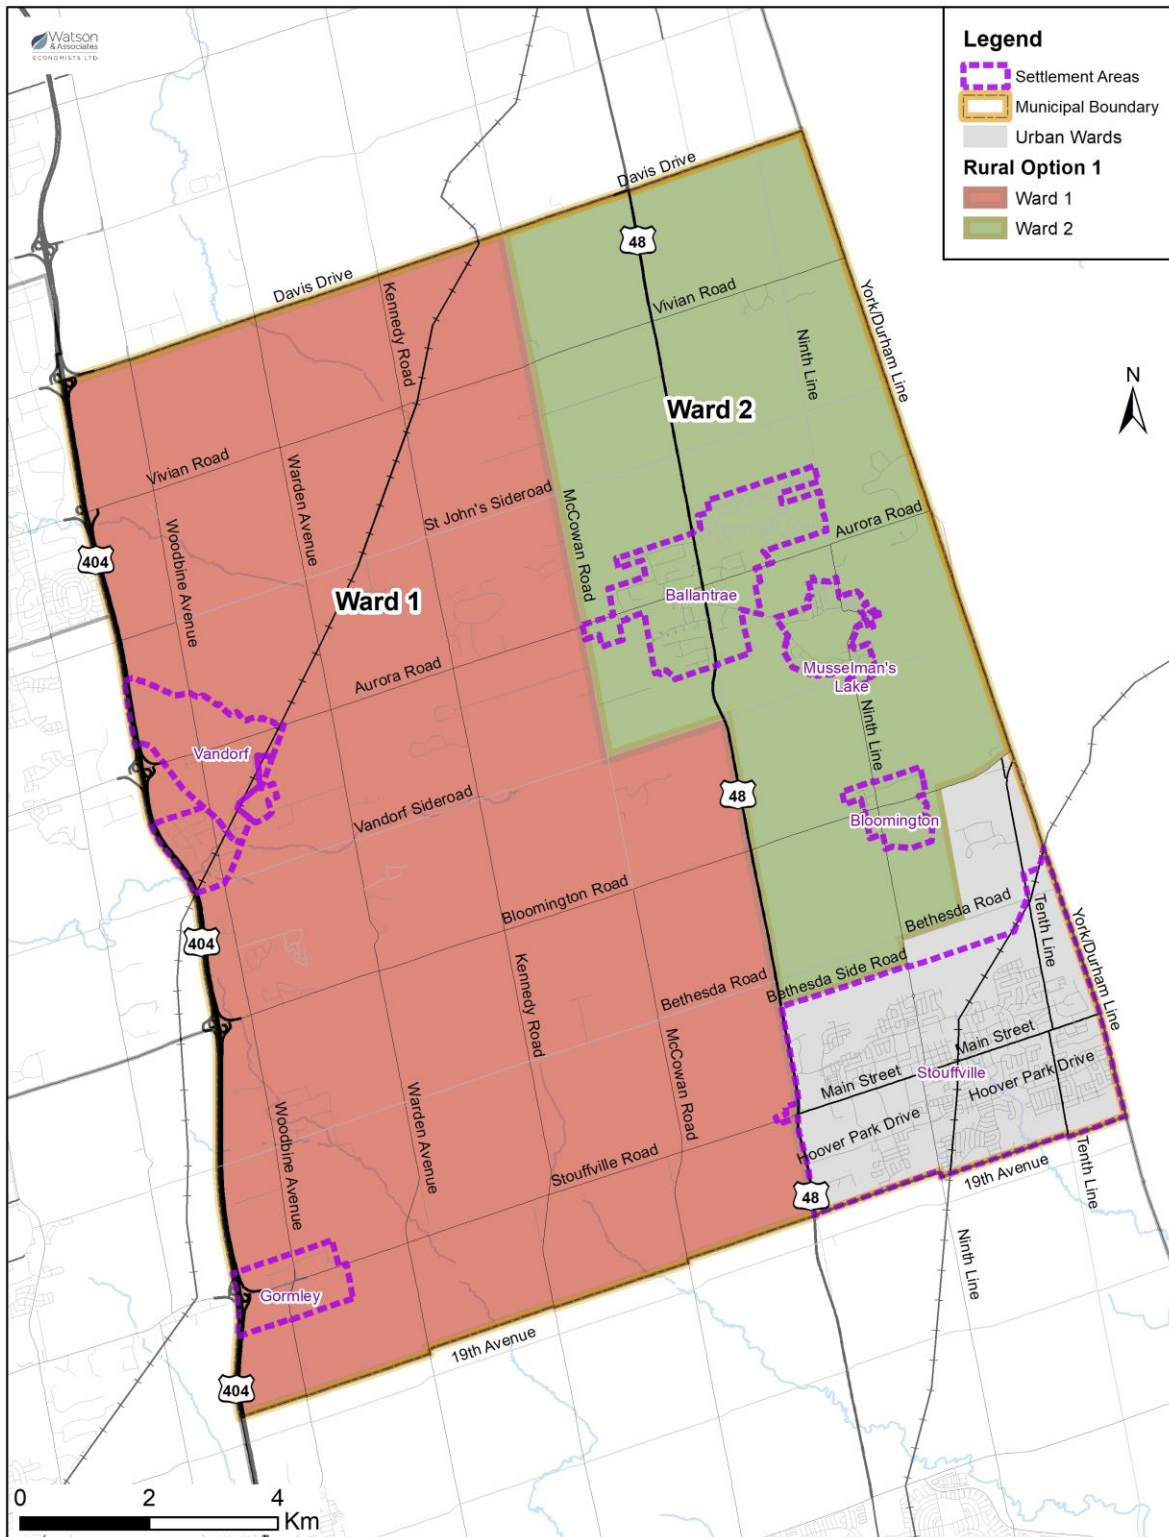 Watson
& Associates
ECONOMISTS LTD.
Legend
Settlement Areas
Municipal Boundary
Urban Wards
Rural Option 1
Ward 1
Ward 2
N
Davis Drive
48
Davis Drive
Kennedy Road
Vivian Road
York/Durham Line
Ninth Line
Ward 2
Vivian Road
Warden Avenue
St John's Sideroad
McCowan Road
Aurora Road
404
Woodbine Avenue
Ward 1
Ballantrae
Aurora Road
Musselman's
Lake
Ninth Line
Vandorf
Vandorf Sideroad
48
Bloomington
Bloomington Road
Bethesda Road
Tenth Line
York/Durham Line
404
Kennedy Road
Bethesda Road
Bethesda Side Road
McCowan Road
Main Street
Main Street
Stouffville
Hoover Park Drive
Hoover Park Drive
Woodbine Avenue
Warden Avenue
Stouffville Road
48
19th Avenue
Tenth Line
Ninth Line
Gormley
19th Avenue
404
0 2 4
Km